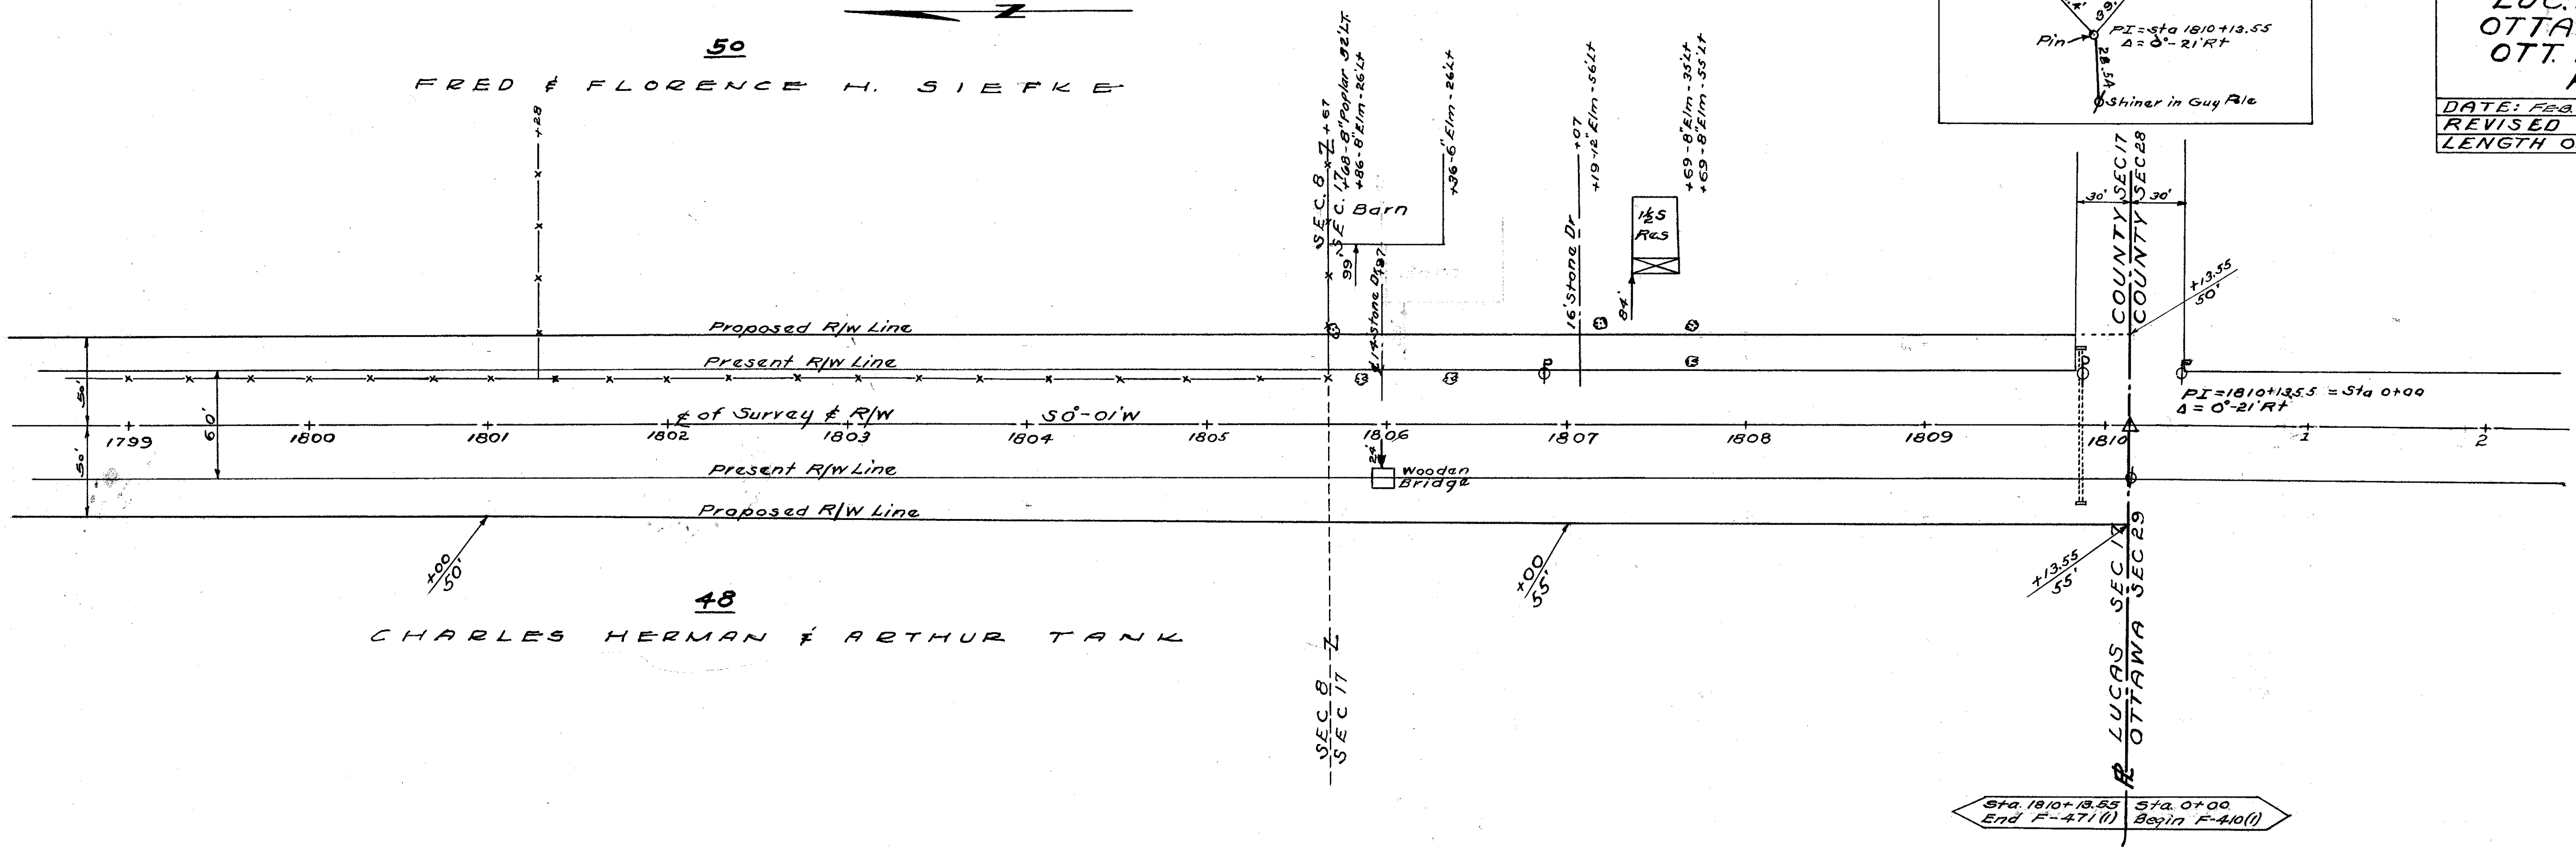 N
50
FRED & FLORENCE H. SIEFKE
+28
SEC. 8
SEC. 17
+67
+68-8"Poplar 52'LT.
+86-8"Elm-26'Lt
+36-6"Elm-26'Lt
Barn
99'
¢ 14' Stone Dr.
+97
16' Stone Dr
+07
+19-12"Elm-56'Lt
+69-8"Elm-35'Lt
+69-8"Elm-55'Lt
1½S
Res
84'
Pin
PI=Sta 1810+13.55
Δ=0°-21'Rt
28.54
Shiner in Guy Pole
OTTA
OTT.
DATE: FEB.
REVISED
LENGTH O
COUNTY SEC 17
COUNTY SEC 28
30'
30'
+13.55
50'
Proposed R/W Line
Present R/W Line
50'
50'
60'
¢ of Survey & R/W
S0°-01'W
1799
1800
1801
1802
1803
1804
1805
1806
1807
1808
1809
1810
1
2
P
P
PI=1810+13.55 = Sta 0+00
Δ=0°-21'Rt
24'
Wooden
Bridge
Present R/W Line
Proposed R/W Line
+00
50'
+00
55'
+13.55
55'
48
CHARLES HERMAN & ARTHUR TANK
SEC 8
SEC 17
LUCAS SEC 17
OTTAWA SEC 29
Sta. 1810+13.55
End F-471(1)
Sta. 0+00
Begin F-410(1)